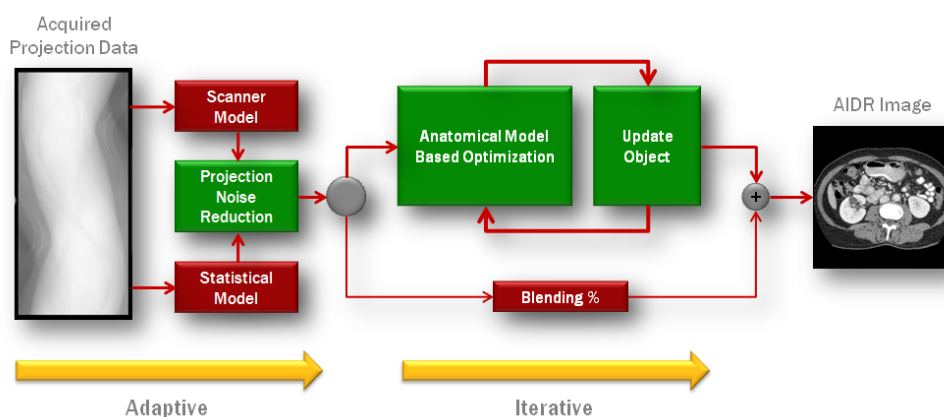 Acquired
Projection Data
Scanner
Model
Projection
Noise
Reduction
Statistical
Model
Anatomical Model
Based Optimization
Update
Object
Blending %
+
AIDR Image
Adaptive
Iterative